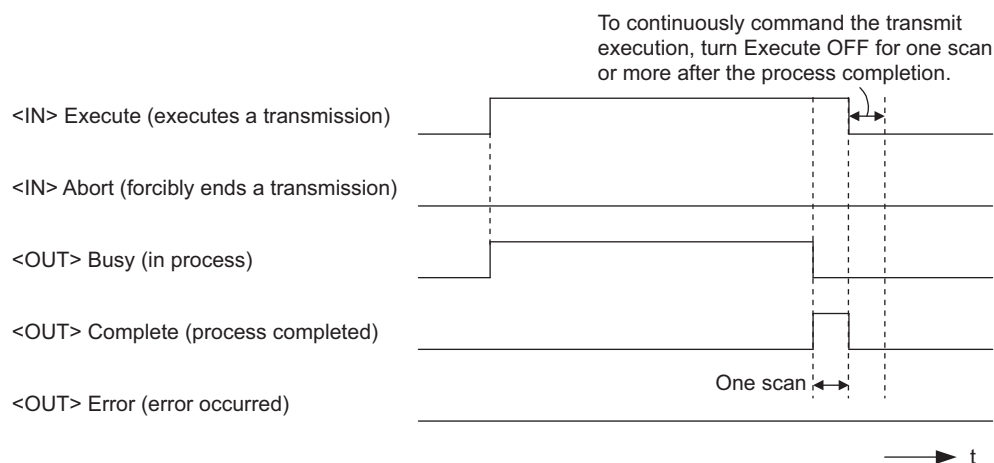 To continuously command the transmit
execution, turn Execute OFF for one scan
or more after the process completion.
<IN> Execute (executes a transmission)
<IN> Abort (forcibly ends a transmission)
<OUT> Busy (in process)
<OUT> Complete (process completed)
One scan
<OUT> Error (error occurred)
t